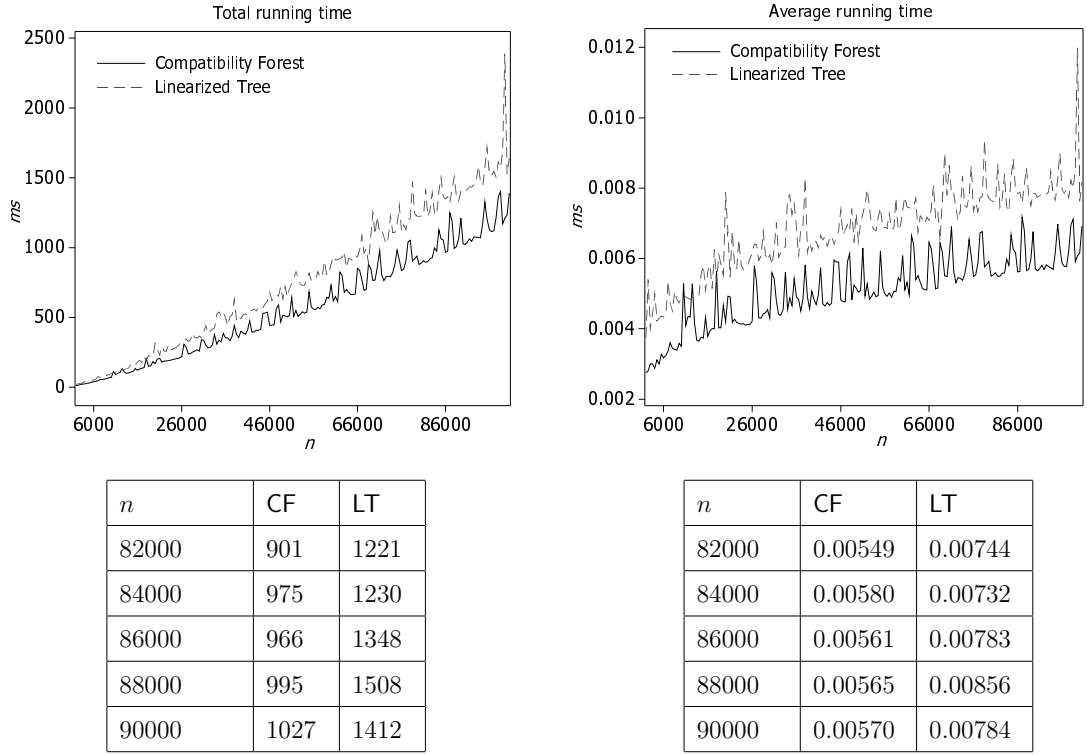 Total running time
2500
2000
1500
1000
500
0
ms
Compatibility Forest
Linearized Tree
6000 26000 46000 66000 86000
n
Average running time
0.012
0.010
0.008
0.006
0.004
0.002
ms
Compatibility Forest
Linearized Tree
6000 26000 46000 66000 86000
n
n CF LT
82000 901 1221
84000 975 1230
86000 966 1348
88000 995 1508
90000 1027 1412
n CF LT
82000 0.00549 0.00744
84000 0.00580 0.00732
86000 0.00561 0.00783
88000 0.00565 0.00856
90000 0.00570 0.00784